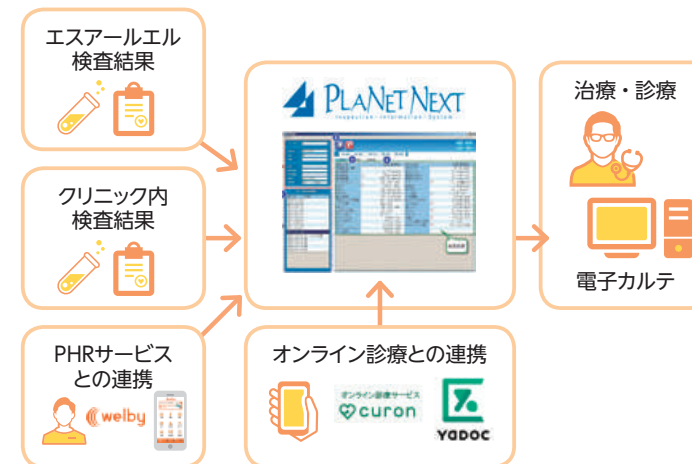 エスアールエル
検査結果
クリニック内
検査結果
PHRサービス
との連携
welby
PLANET NEXT
Inspection-Information-System
オンライン診療との連携
オンライン診療サービス
curon
YaDOC
治療・診療
電子カルテ